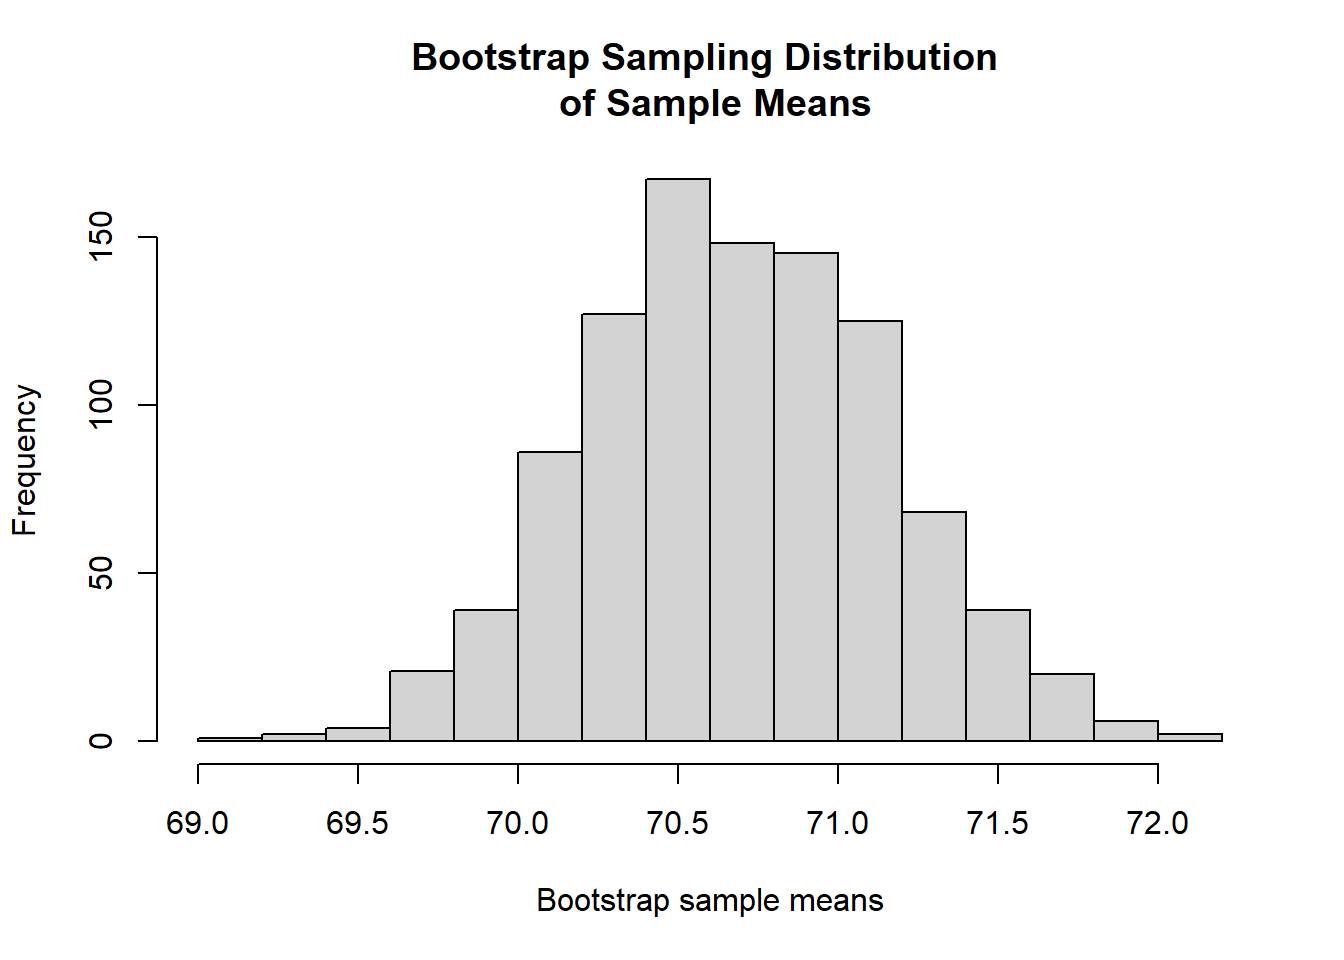 Bootstrap Sampling Distribution
of Sample Means
150
100
50
0
Frequency
69.0 69.5 70.0 70.5 71.0 71.5 72.0
Bootstrap sample means